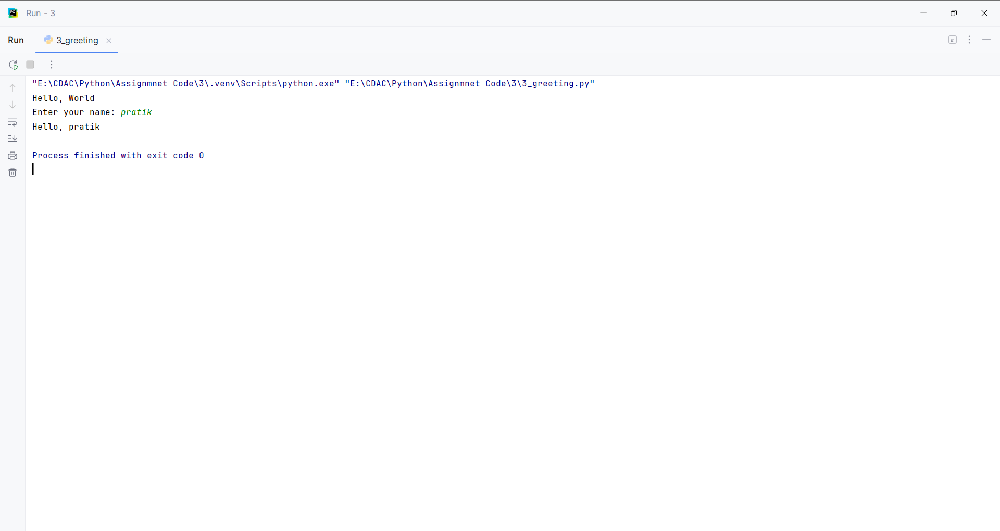 PC
Run - 3
Run
3_greeting
"E:\CDAC\Python\Assignmnet Code\3\.venv\Scripts\python.exe" "E:\CDAC\Python\Assignmnet Code\3\3_greeting.py"
Hello, World
Enter your name: pratik
Hello, pratik
Process finished with exit code 0